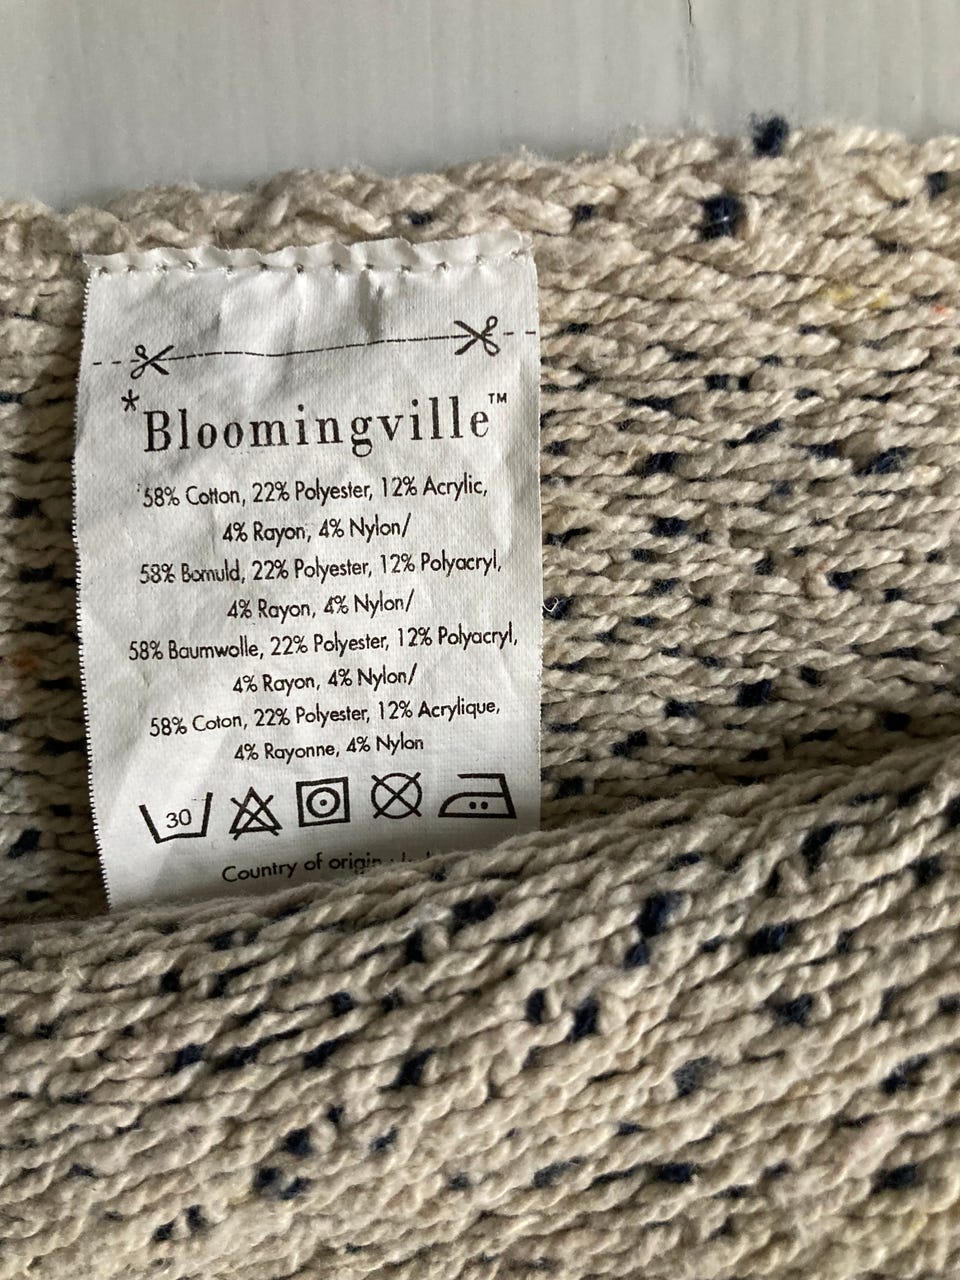 *Bloomingville™
58% Cotton, 22% Polyester, 12% Acrylic,
4% Rayon, 4% Nylon/
58% Bomuld, 22% Polyester, 12% Polyacryl,
4% Rayon, 4% Nylon/
58% Baumwolle, 22% Polyester, 12% Polyacryl,
4% Rayon, 4% Nylon/
58% Coton, 22% Polyester, 12% Acrylique,
4% Rayonne, 4% Nylon
30
Country of origin